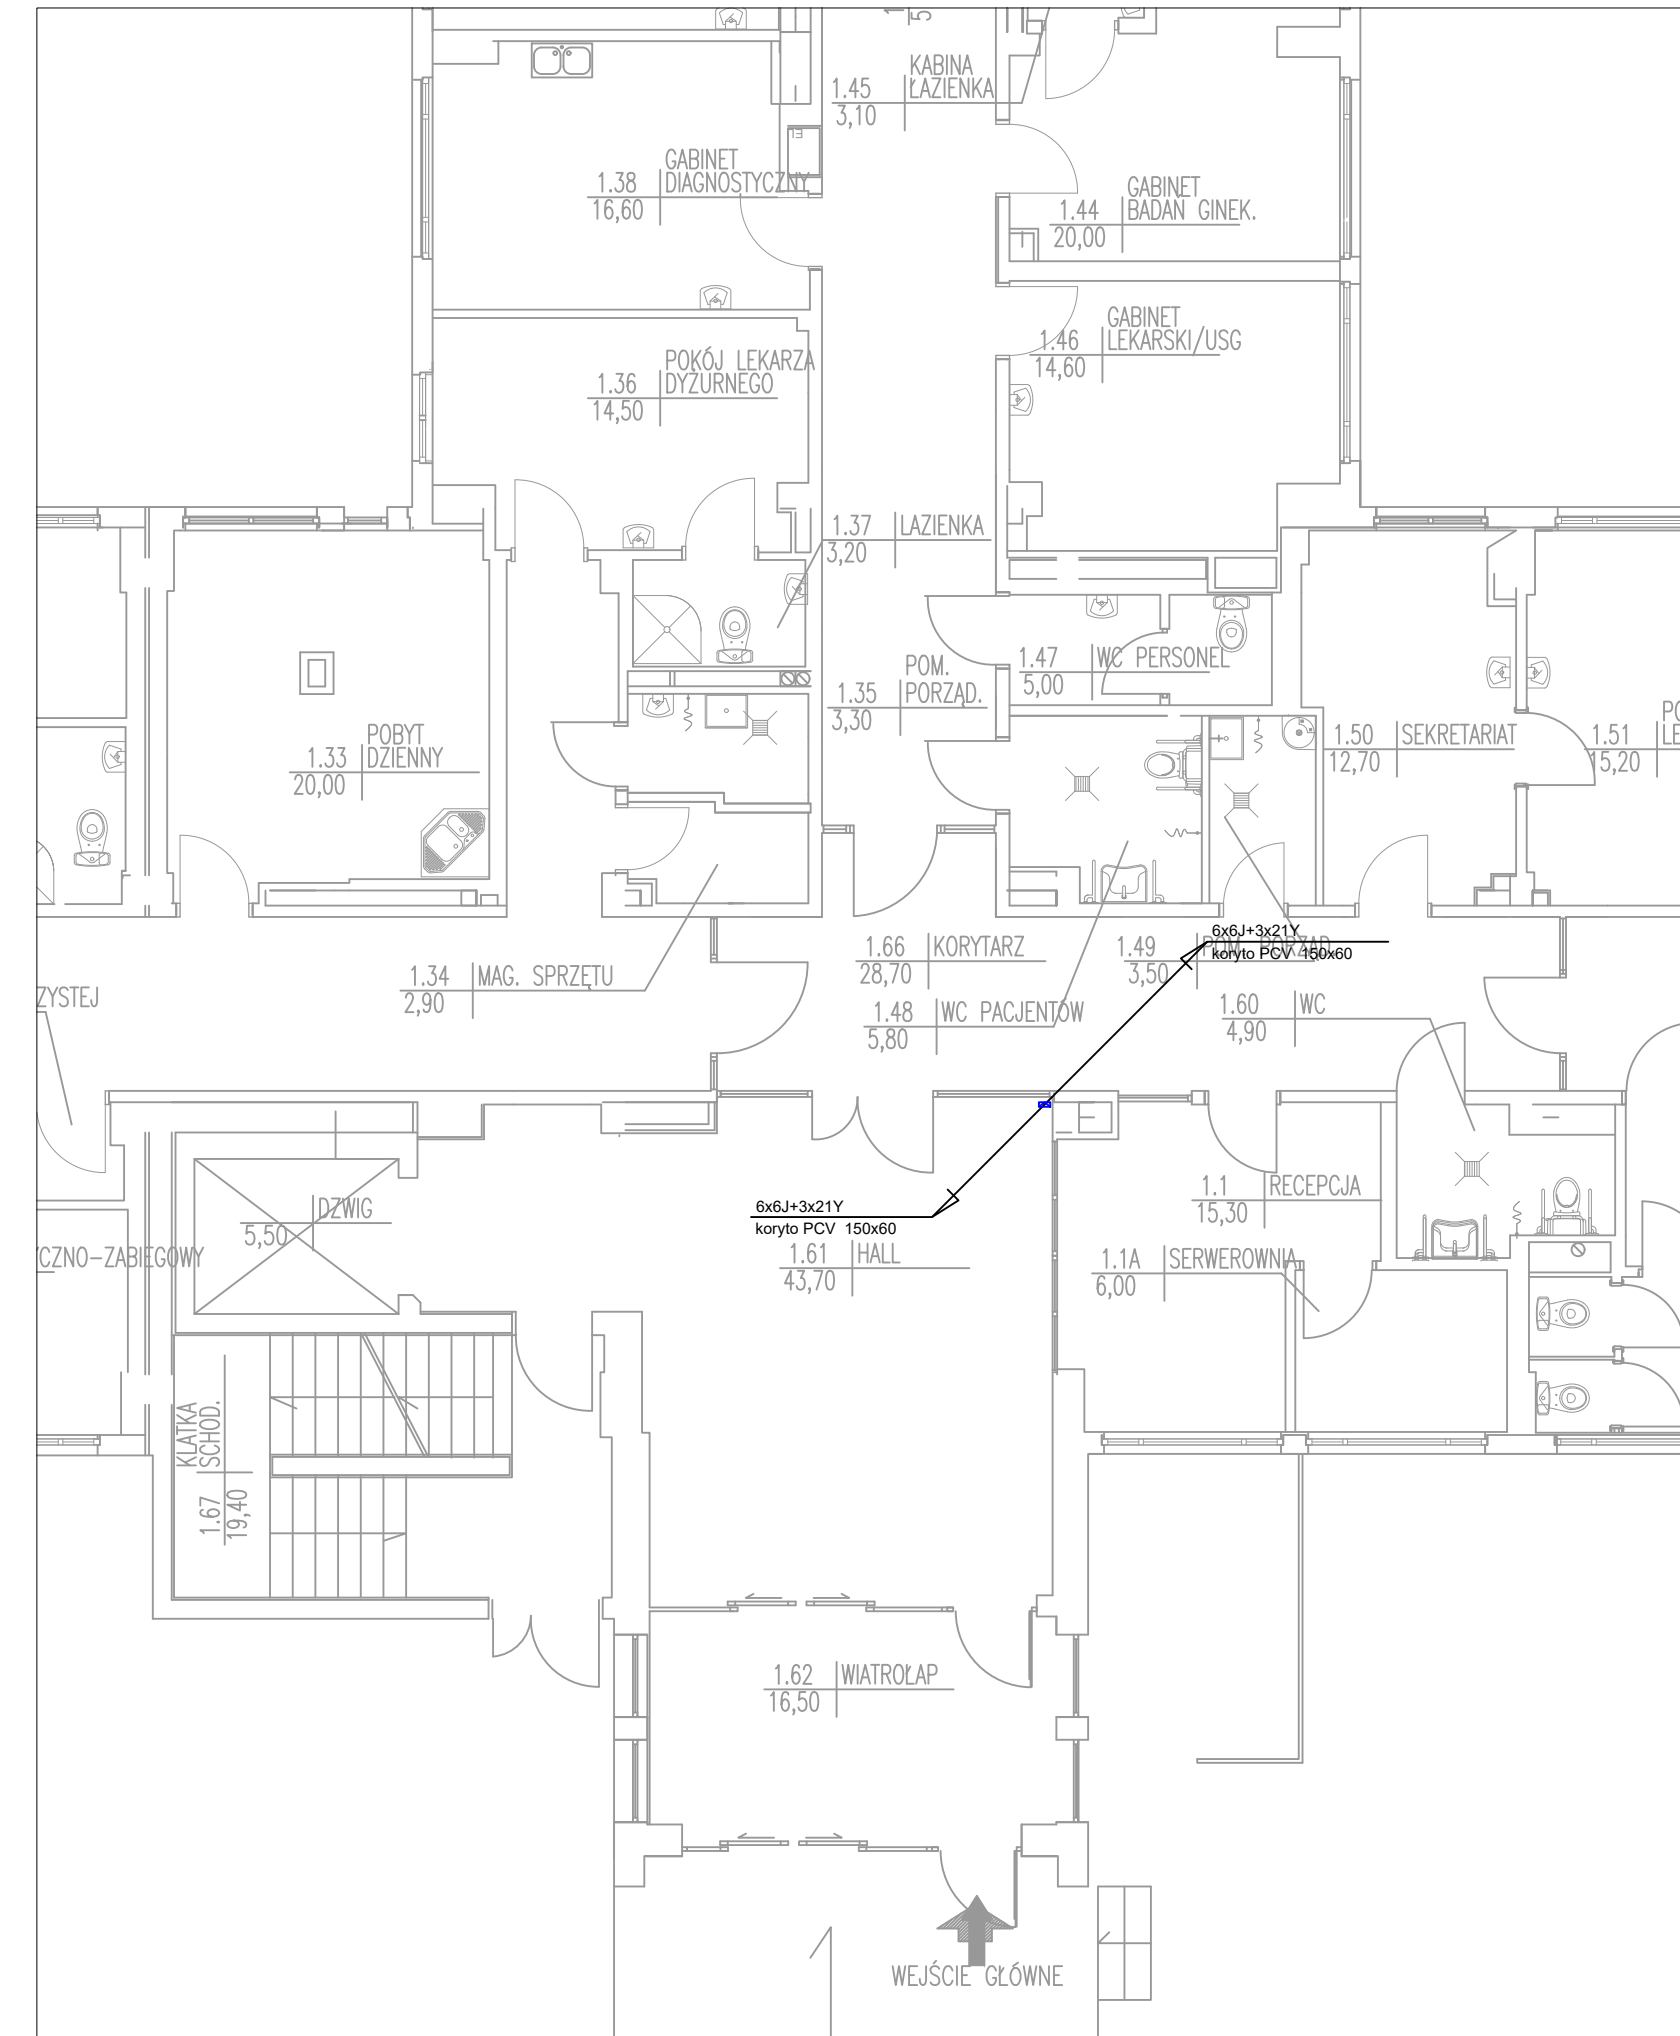 KABINA
1.45 ŁAZIENKA
3,10
GABINET
1.38 DIAGNOSTYCZNY
16,60
GABINET
1.44 BADAŃ GINEK.
20,00
GABINET
1.46 LEKARSKI/USG
14,60
POKÓJ LEKARZA
1.36 DYŻURNEGO
14,50
1.37 ŁAZIENKA
3,20
POM.
1.35 PORZĄD.
3,30
1.47 WC PERSONEL
5,00
POBYT
1.33 DZIENNY
20,00
1.50 SEKRETARIAT
12,70
1.51
15,20
6x6J+3x21Y
koryto PCV 150x60
1.66 KORYTARZ
28,70
1.49 POM. PORZĄD.
3,50
1.34 MAG. SPRZĘTU
2,90
ZYSTEJ
1.48 WC PACJENTÓW
5,80
1.60 WC
4,90
6x6J+3x21Y
koryto PCV 150x60
DZWIG
5,50
1.1 RECEPCJA
15,30
YCZNO-ZABIEGOWY
1.61 HALL
43,70
1.1A SERWEROWNIA
6,00
KLATKA
SCHOD.
1.67
19,40
1.62 WIATROŁAP
16,50
WEJŚCIE GŁÓWNE